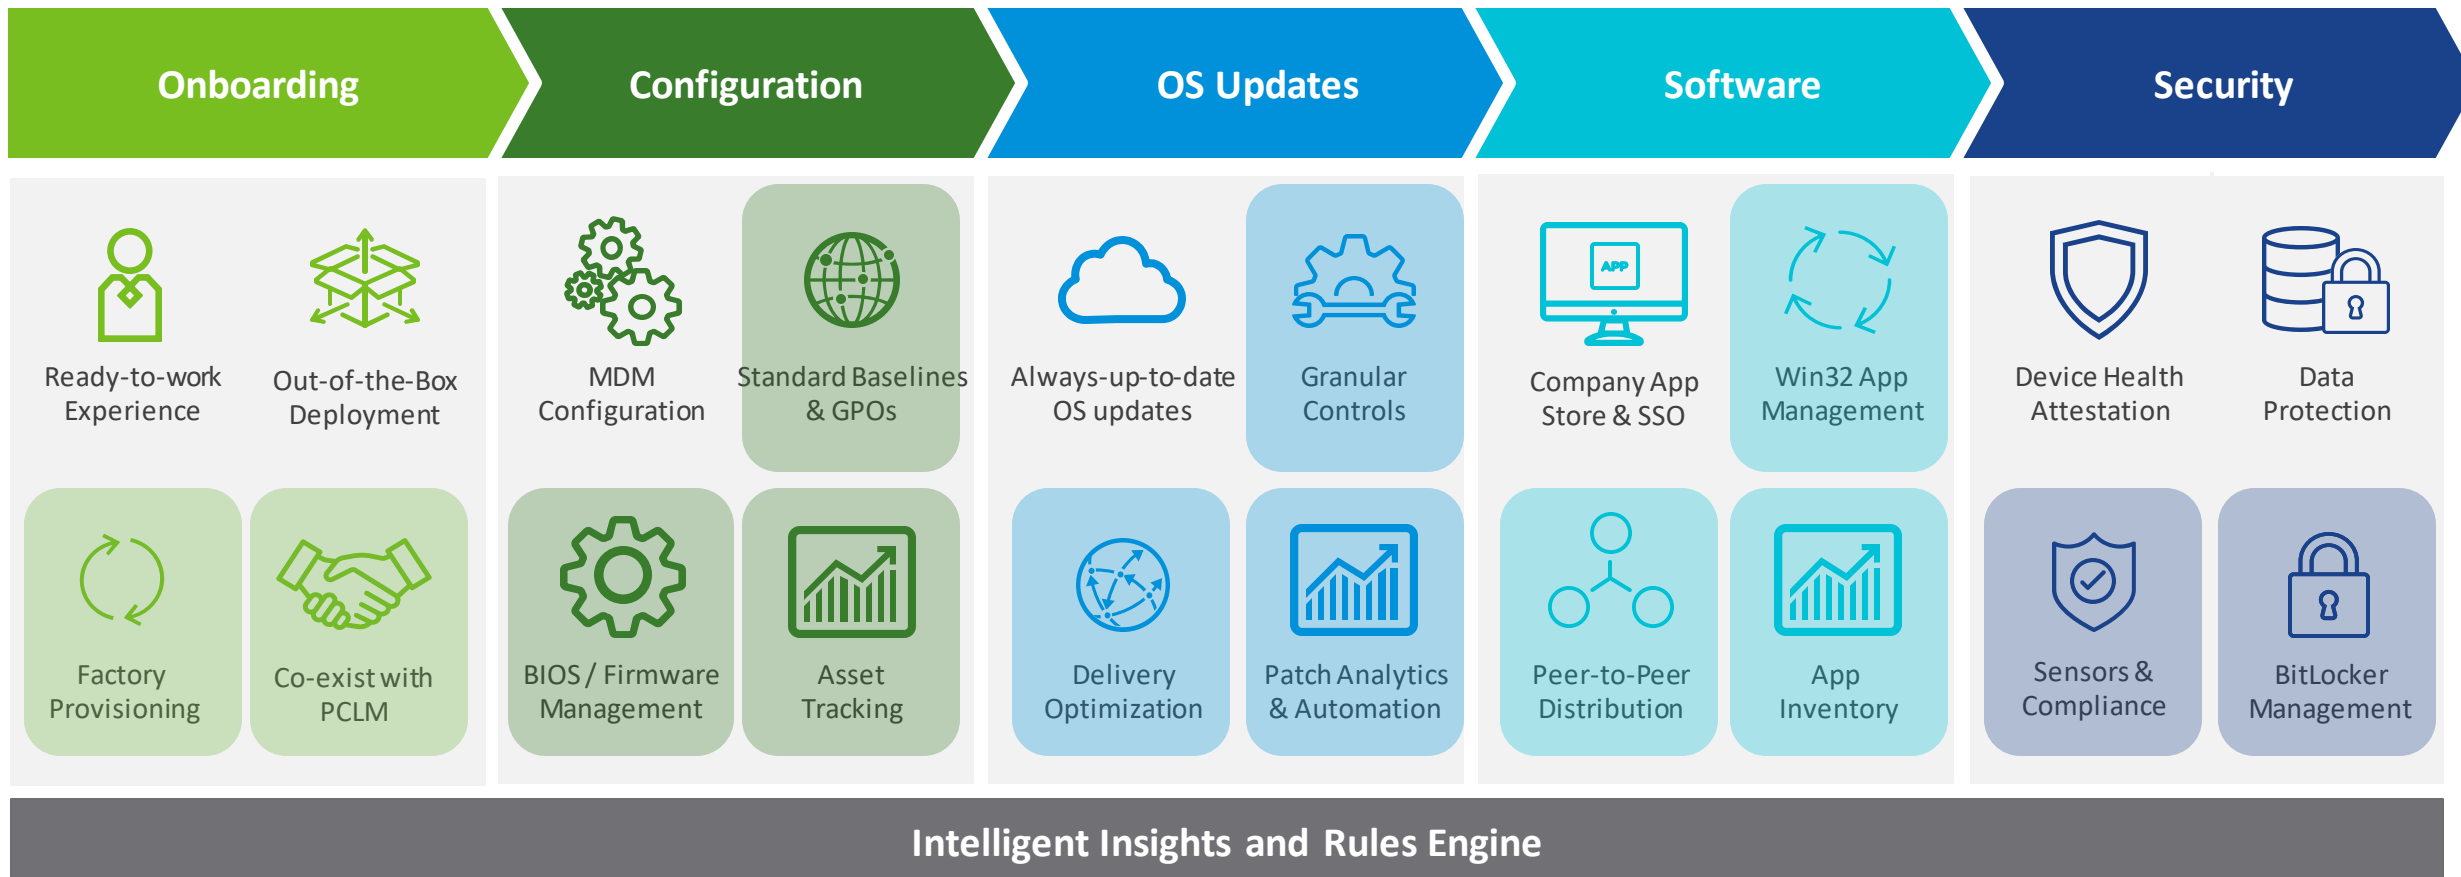 Onboarding
Configuration
OS Updates
Software
Security
Ready-to-work
Experience
Out-of-the-Box
Deployment
MDM
Configuration
Standard Baselines
& GPOs
Always-up-to-date
OS updates
Granular
Controls
APP
Company App
Store & SSO
Win32 App
Management
Device Health
Attestation
Data
Protection
Factory
Provisioning
Co-exist with
PCLM
BIOS / Firmware
Management
Asset
Tracking
Delivery
Optimization
Patch Analytics
& Automation
Peer-to-Peer
Distribution
App
Inventory
Sensors &
Compliance
BitLocker
Management
Intelligent Insights and Rules Engine